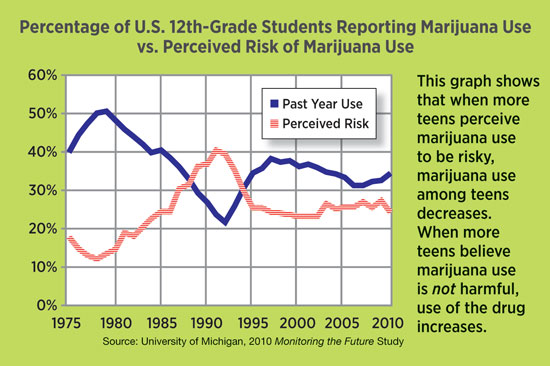 Percentage of U.S. 12th-Grade Students Reporting Marijuana Use
vs. Perceived Risk of Marijuana Use
60%
50%
40%
30%
20%
10%
0%
Past Year Use
Perceived Risk
1975 1980 1985 1990 1995 2000 2005 2010
Source: University of Michigan, 2010 Monitoring the Future Study
This graph shows
that when more
teens perceive
marijuana use
to be risky,
marijuana use
among teens
decreases.
When more
teens believe
marijuana use
is not harmful,
use of the drug
increases.